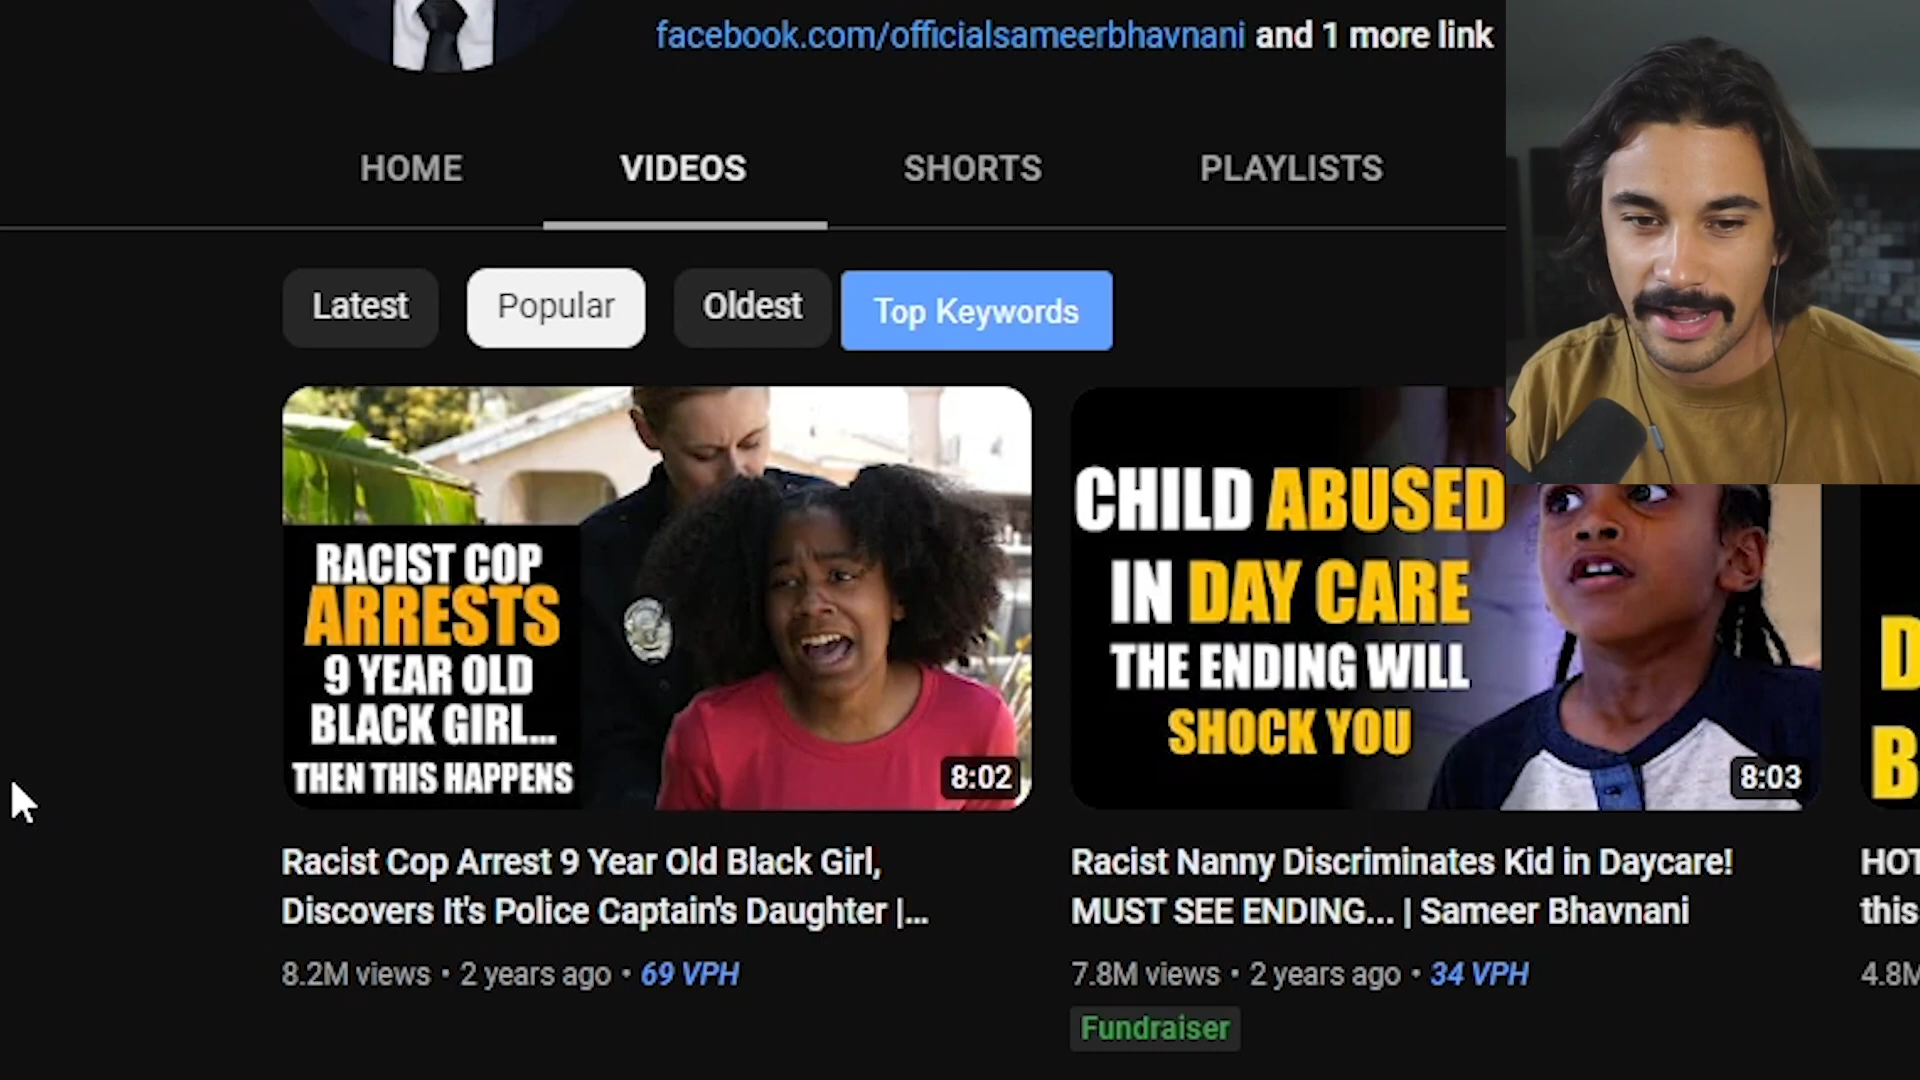 facebook.com/officialsameerbhavnani and 1 more link
HOME
VIDEOS
SHORTS
PLAYLISTS
Latest
Popular
Oldest
Top Keywords
RACIST COP
ARRESTS
9 YEAR OLD
BLACK GIRL...
THEN THIS HAPPENS
8:02
CHILD ABUSED
IN DAY CARE
THE ENDING WILL
SHOCK YOU
8:03
D
B
Racist Cop Arrest 9 Year Old Black Girl,
Discovers It's Police Captain's Daughter |...
8.2M views • 2 years ago • 69 VPH
Racist Nanny Discriminates Kid in Daycare!
MUST SEE ENDING... | Sameer Bhavnani
7.8M views • 2 years ago • 34 VPH
Fundraiser
HOT
this
4.8M